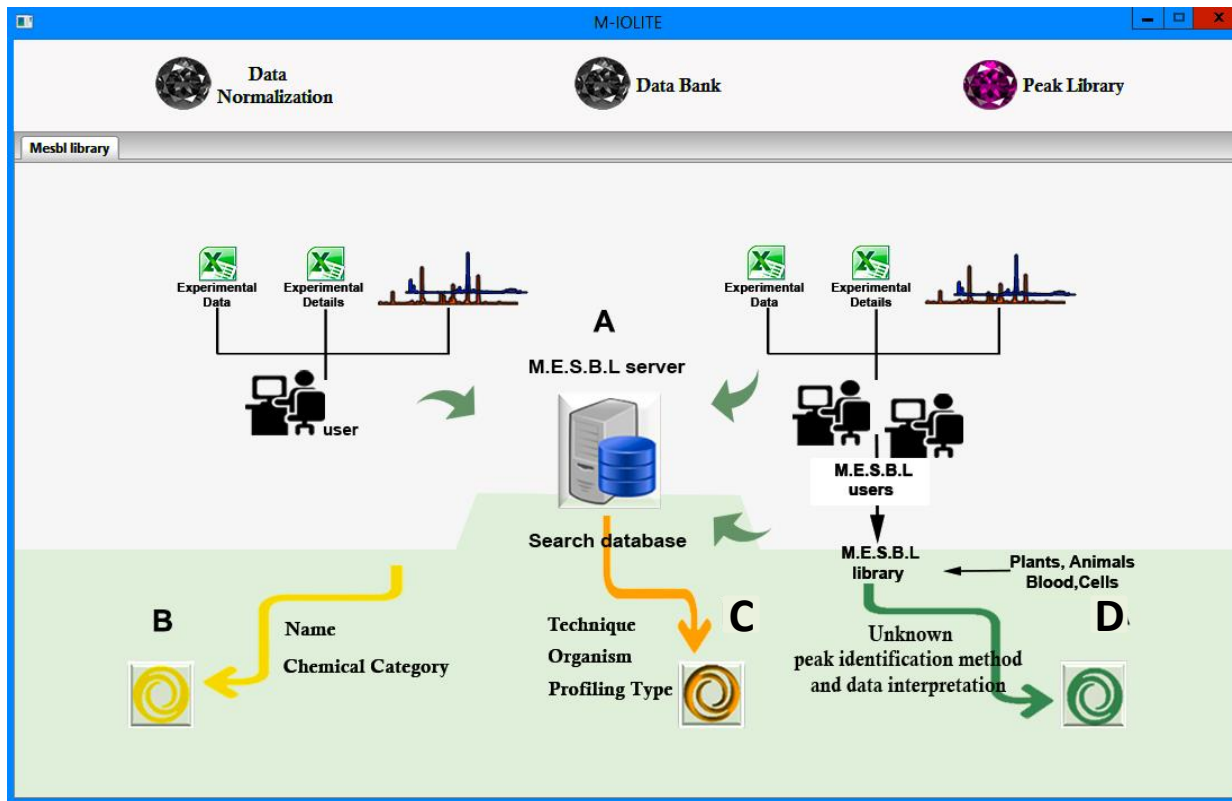 M-IOLITE
Data
Normalization
Data Bank
Peak Library
Mesbl library
Experimental
Data
Experimental
Details
Experimental
Data
Experimental
Details
A
M.E.S.B.L server
user
M.E.S.B.L
users
Search database
M.E.S.B.L
library
Plants, Animals
Blood,Cells
B
Name
Chemical Category
Technique
Organism
Profiling Type
C
Unknown
peak identification method
and data interpretation
D